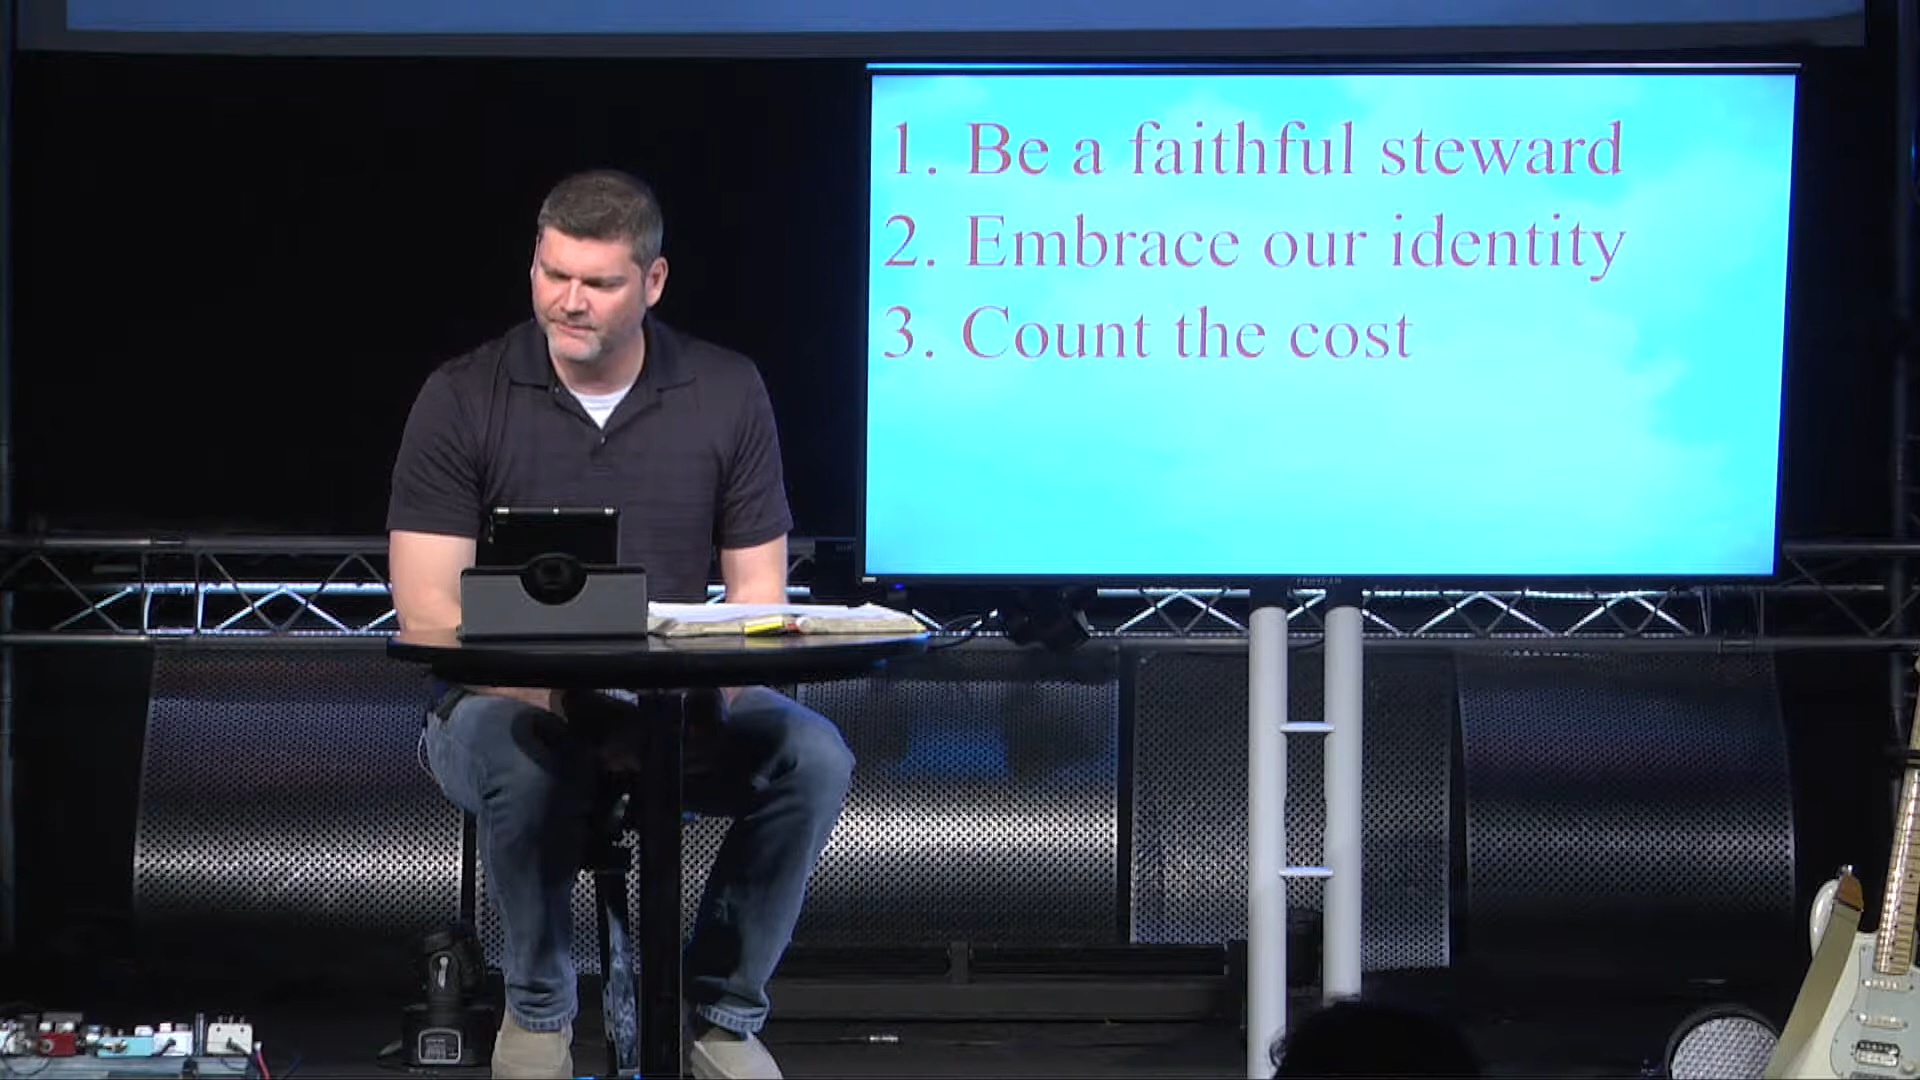 1. Be a faithful steward
2. Embrace our identity
3. Count the cost